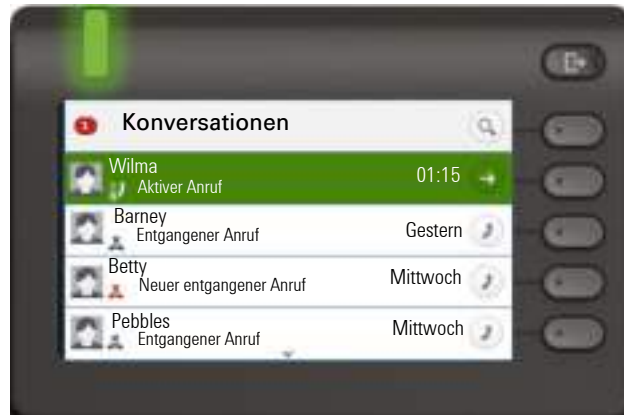 Konversationen
Wilma 01:15
Aktiver Anruf
Barney
Entgangener Anruf Gestern
Betty
Neuer entgangener Anruf Mittwoch
Pebbles
Entgangener Anruf Mittwoch